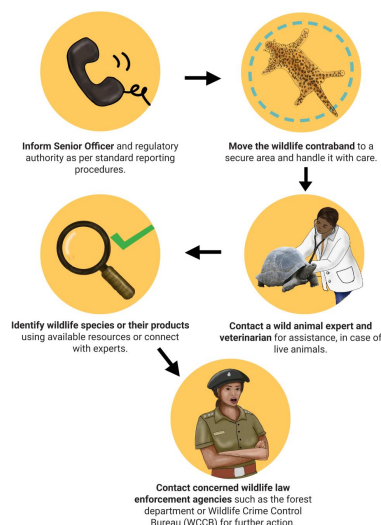 Inform Senior Officer and regulatory
authority as per standard reporting
procedures.
Move the wildlife contraband to a
secure area and handle it with care.
Contact a wild animal expert and
veterinarian for assistance, in case of
live animals.
Identify wildlife species or their products
using available resources or connect
with experts.
Contact concerned wildlife law
enforcement agencies such as the forest
department or Wildlife Crime Control
Bureau (WCCB) for further action.